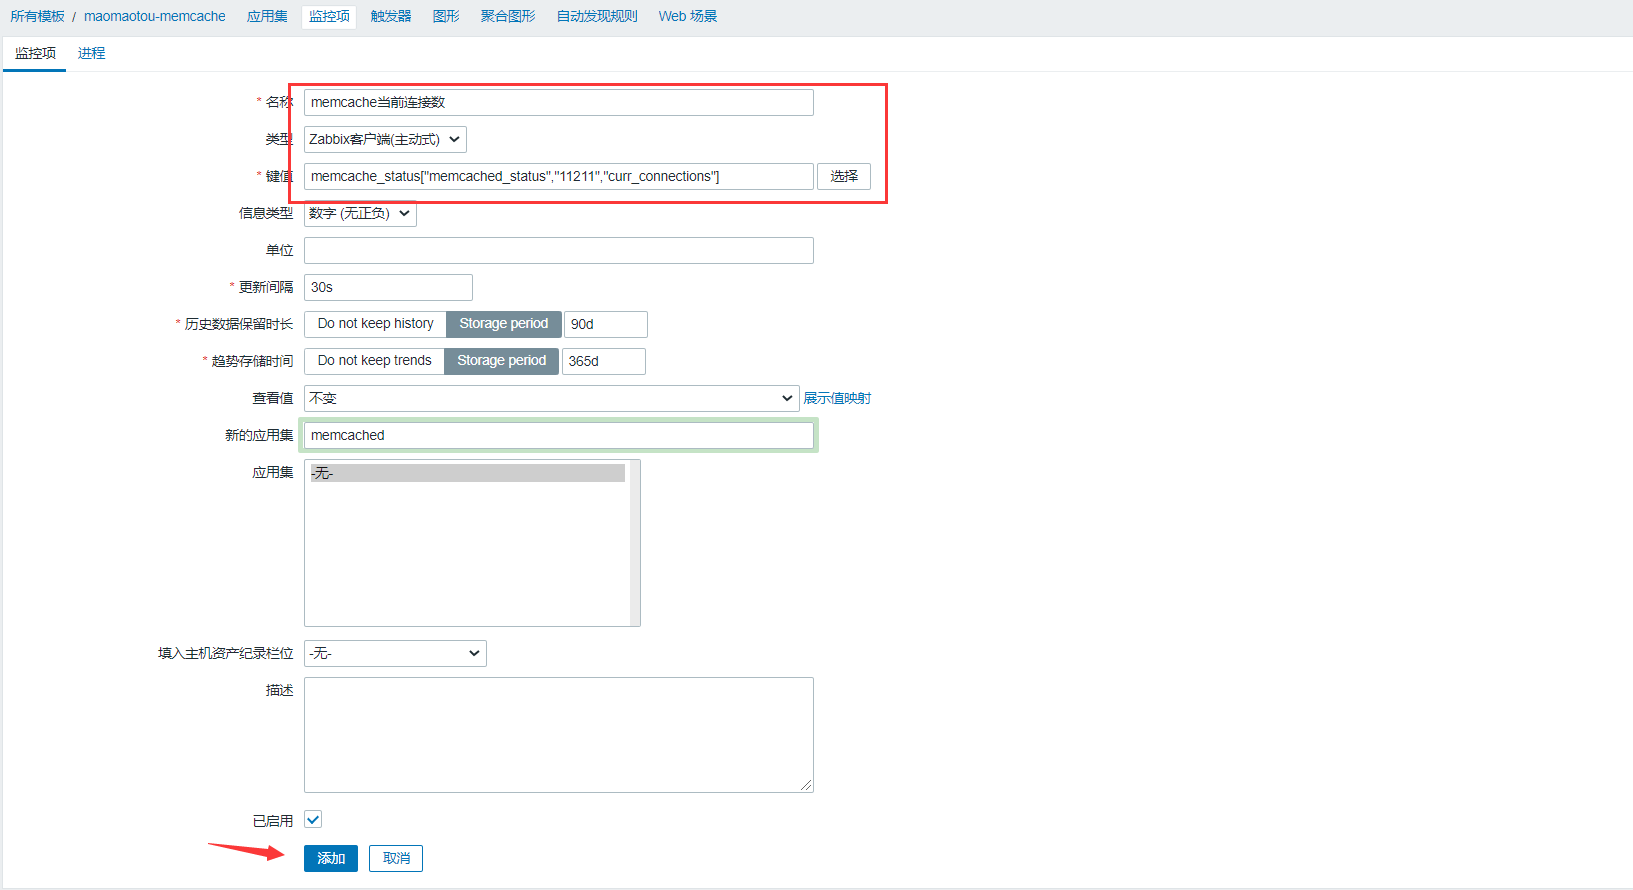 所有模板 / maomaotou-memcache 应用集 监控项 触发器 图形 聚合图形 自动发现规则 Web 场景
监控项 进程
* 名称 memcache当前连接数
类型 Zabbix客户端(主动式)
* 键值 memcache_status["memcached_status","11211","curr_connections"] 选择
信息类型 数字 (无正负)
单位
* 更新间隔 30s
* 历史数据保留时长 Do not keep history Storage period 90d
* 趋势存储时间 Do not keep trends Storage period 365d
查看值 不变 展示值映射
新的应用集 memcached
应用集 -无-
填入主机资产纪录栏位 -无-
描述
已启用
添加 取消